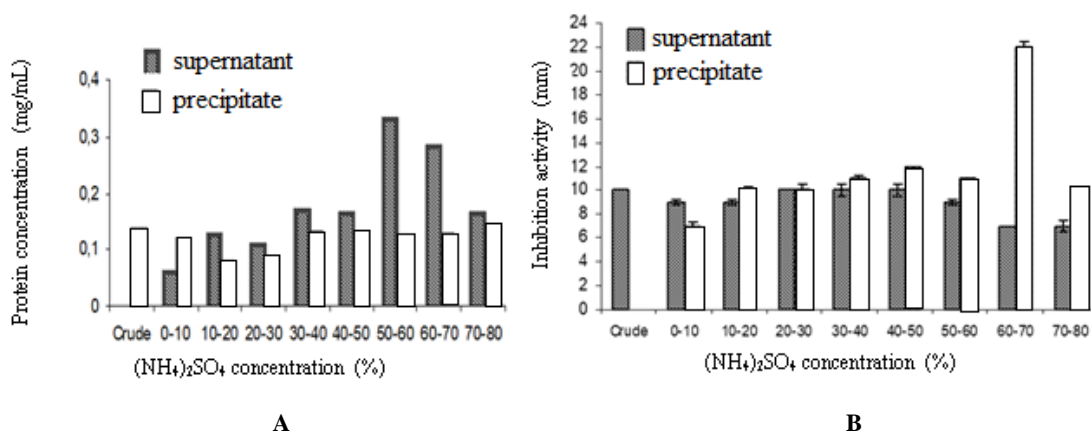 Protein concentration (mg/mL)
0,4
0,3
0,2
0,1
0
supernatant
precipitate
Crude 0-10 10-20 20-30 30-40 40-50 50-60 60-70 70-80
(NH₄)₂SO₄ concentration (%)
A
Inhibition activity (mm)
24
22
20
18
16
14
12
10
8
6
4
2
0
supernatant
precipitate
Crude 0-10 10-20 20-30 30-40 40-50 50-60 60-70 70-80
(NH₄)₂SO₄ concentration (%)
B